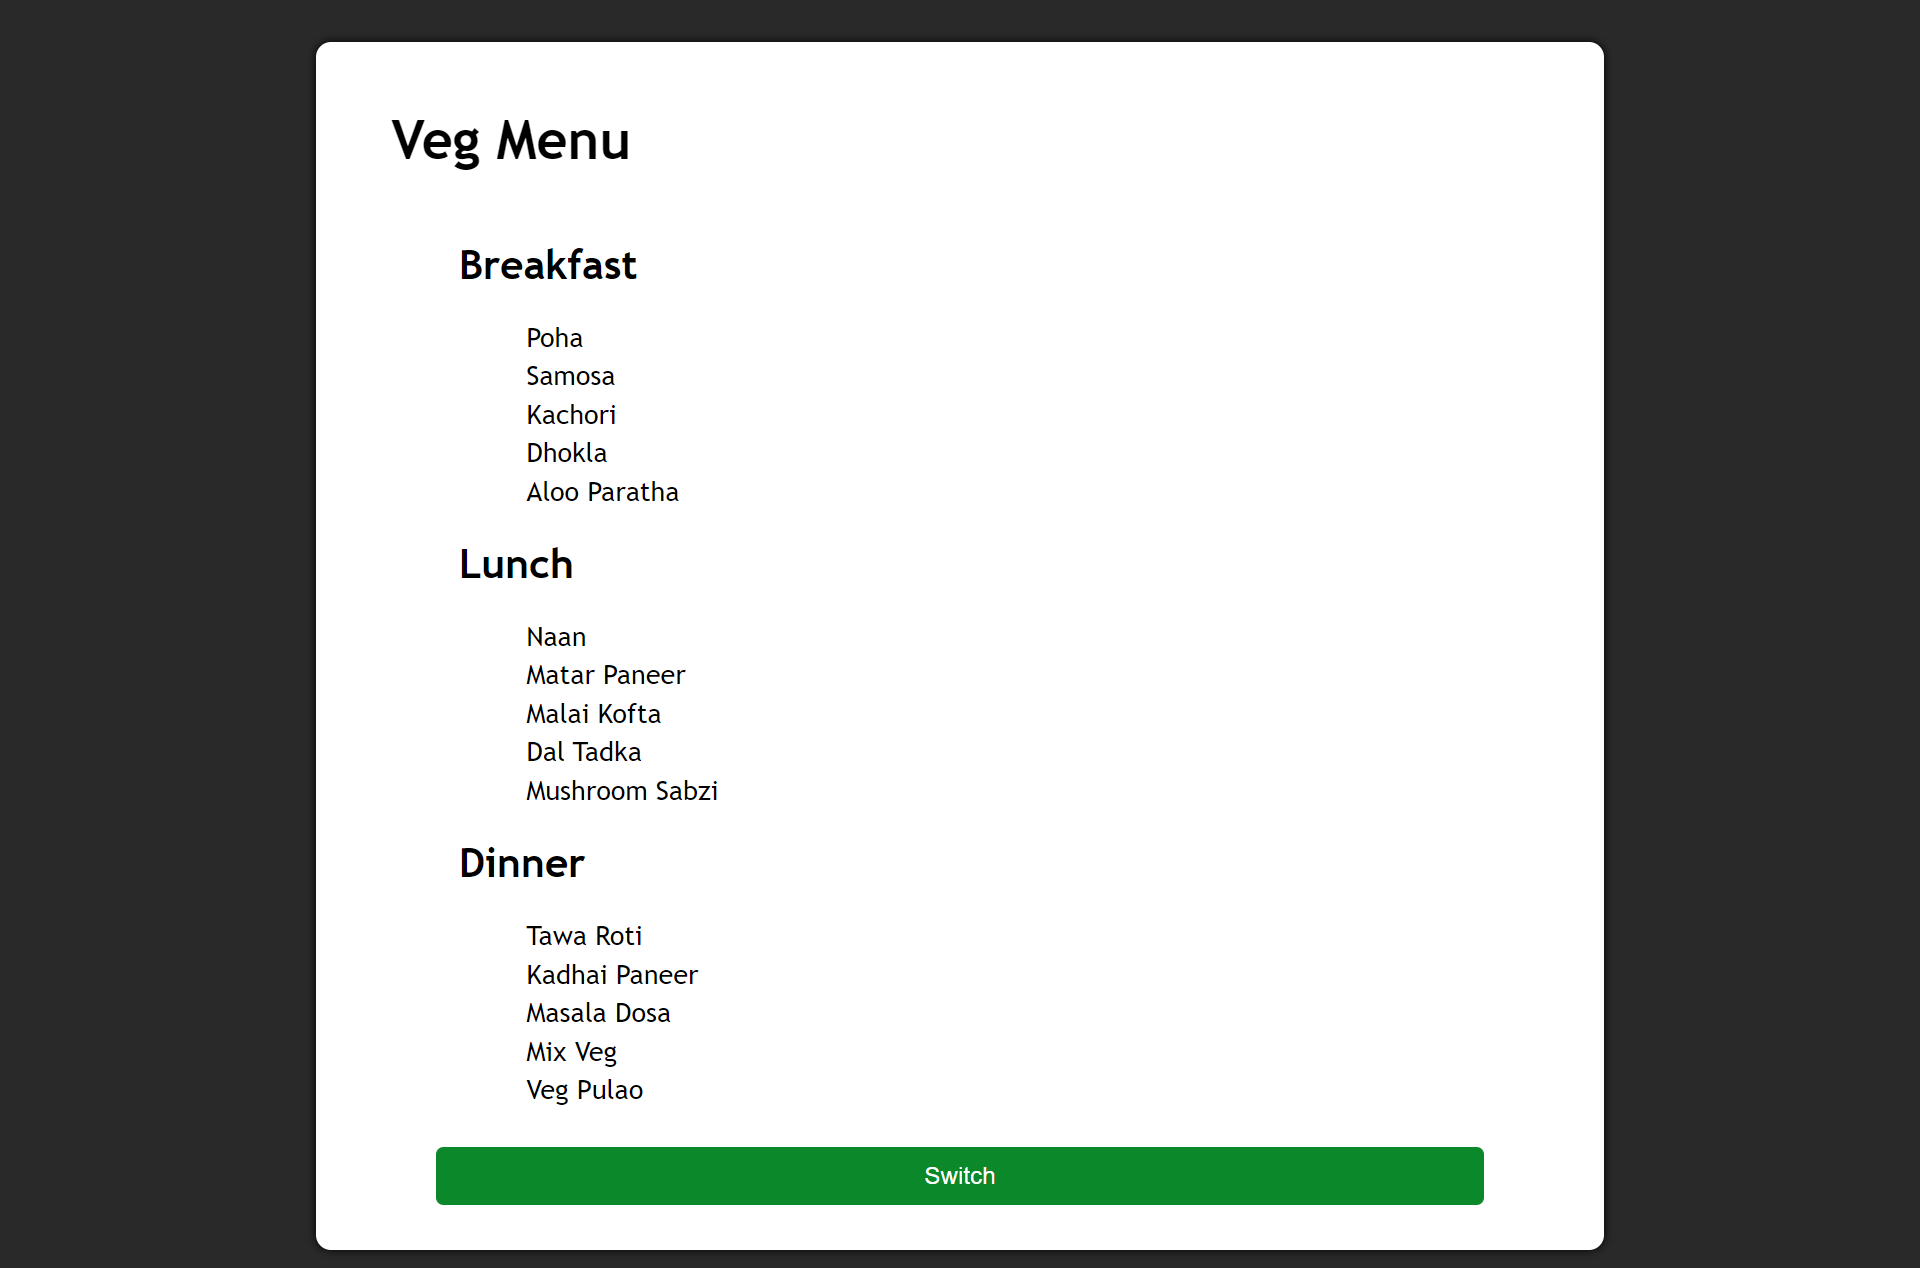 Veg Menu
Breakfast
Poha
Samosa
Kachori
Dhokla
Aloo Paratha
Lunch
Naan
Matar Paneer
Malai Kofta
Dal Tadka
Mushroom Sabzi
Dinner
Tawa Roti
Kadhai Paneer
Masala Dosa
Mix Veg
Veg Pulao
Switch